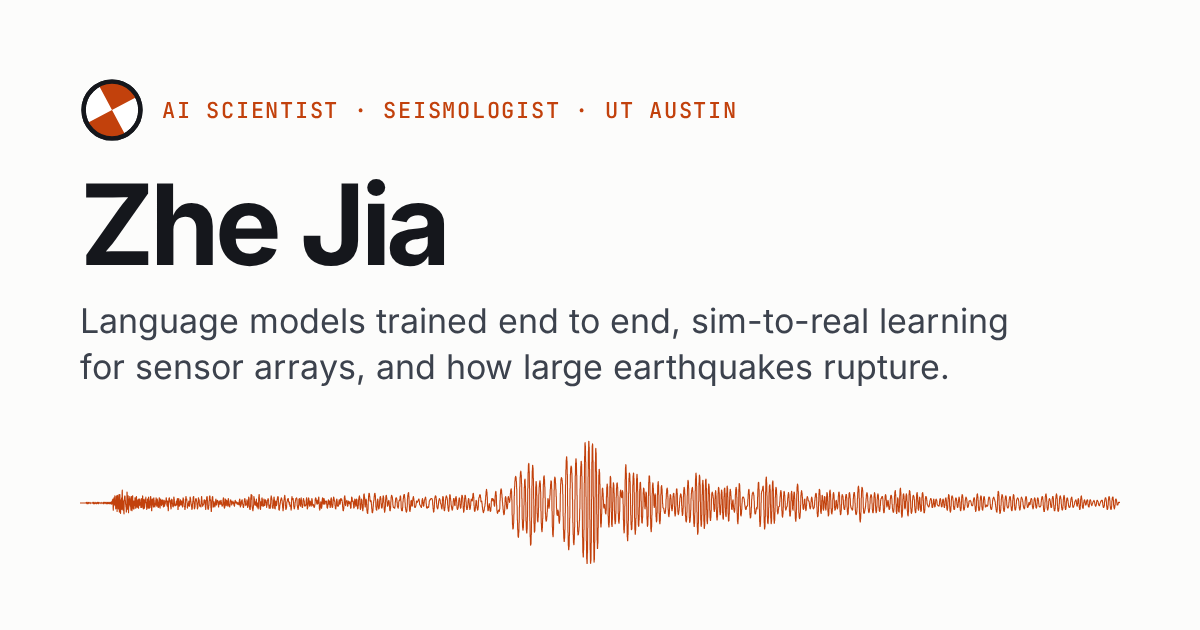 AI SCIENTIST · SEISMOLOGIST · UT AUSTIN
Zhe Jia
Language models trained end to end, sim-to-real learning
for sensor arrays, and how large earthquakes rupture.